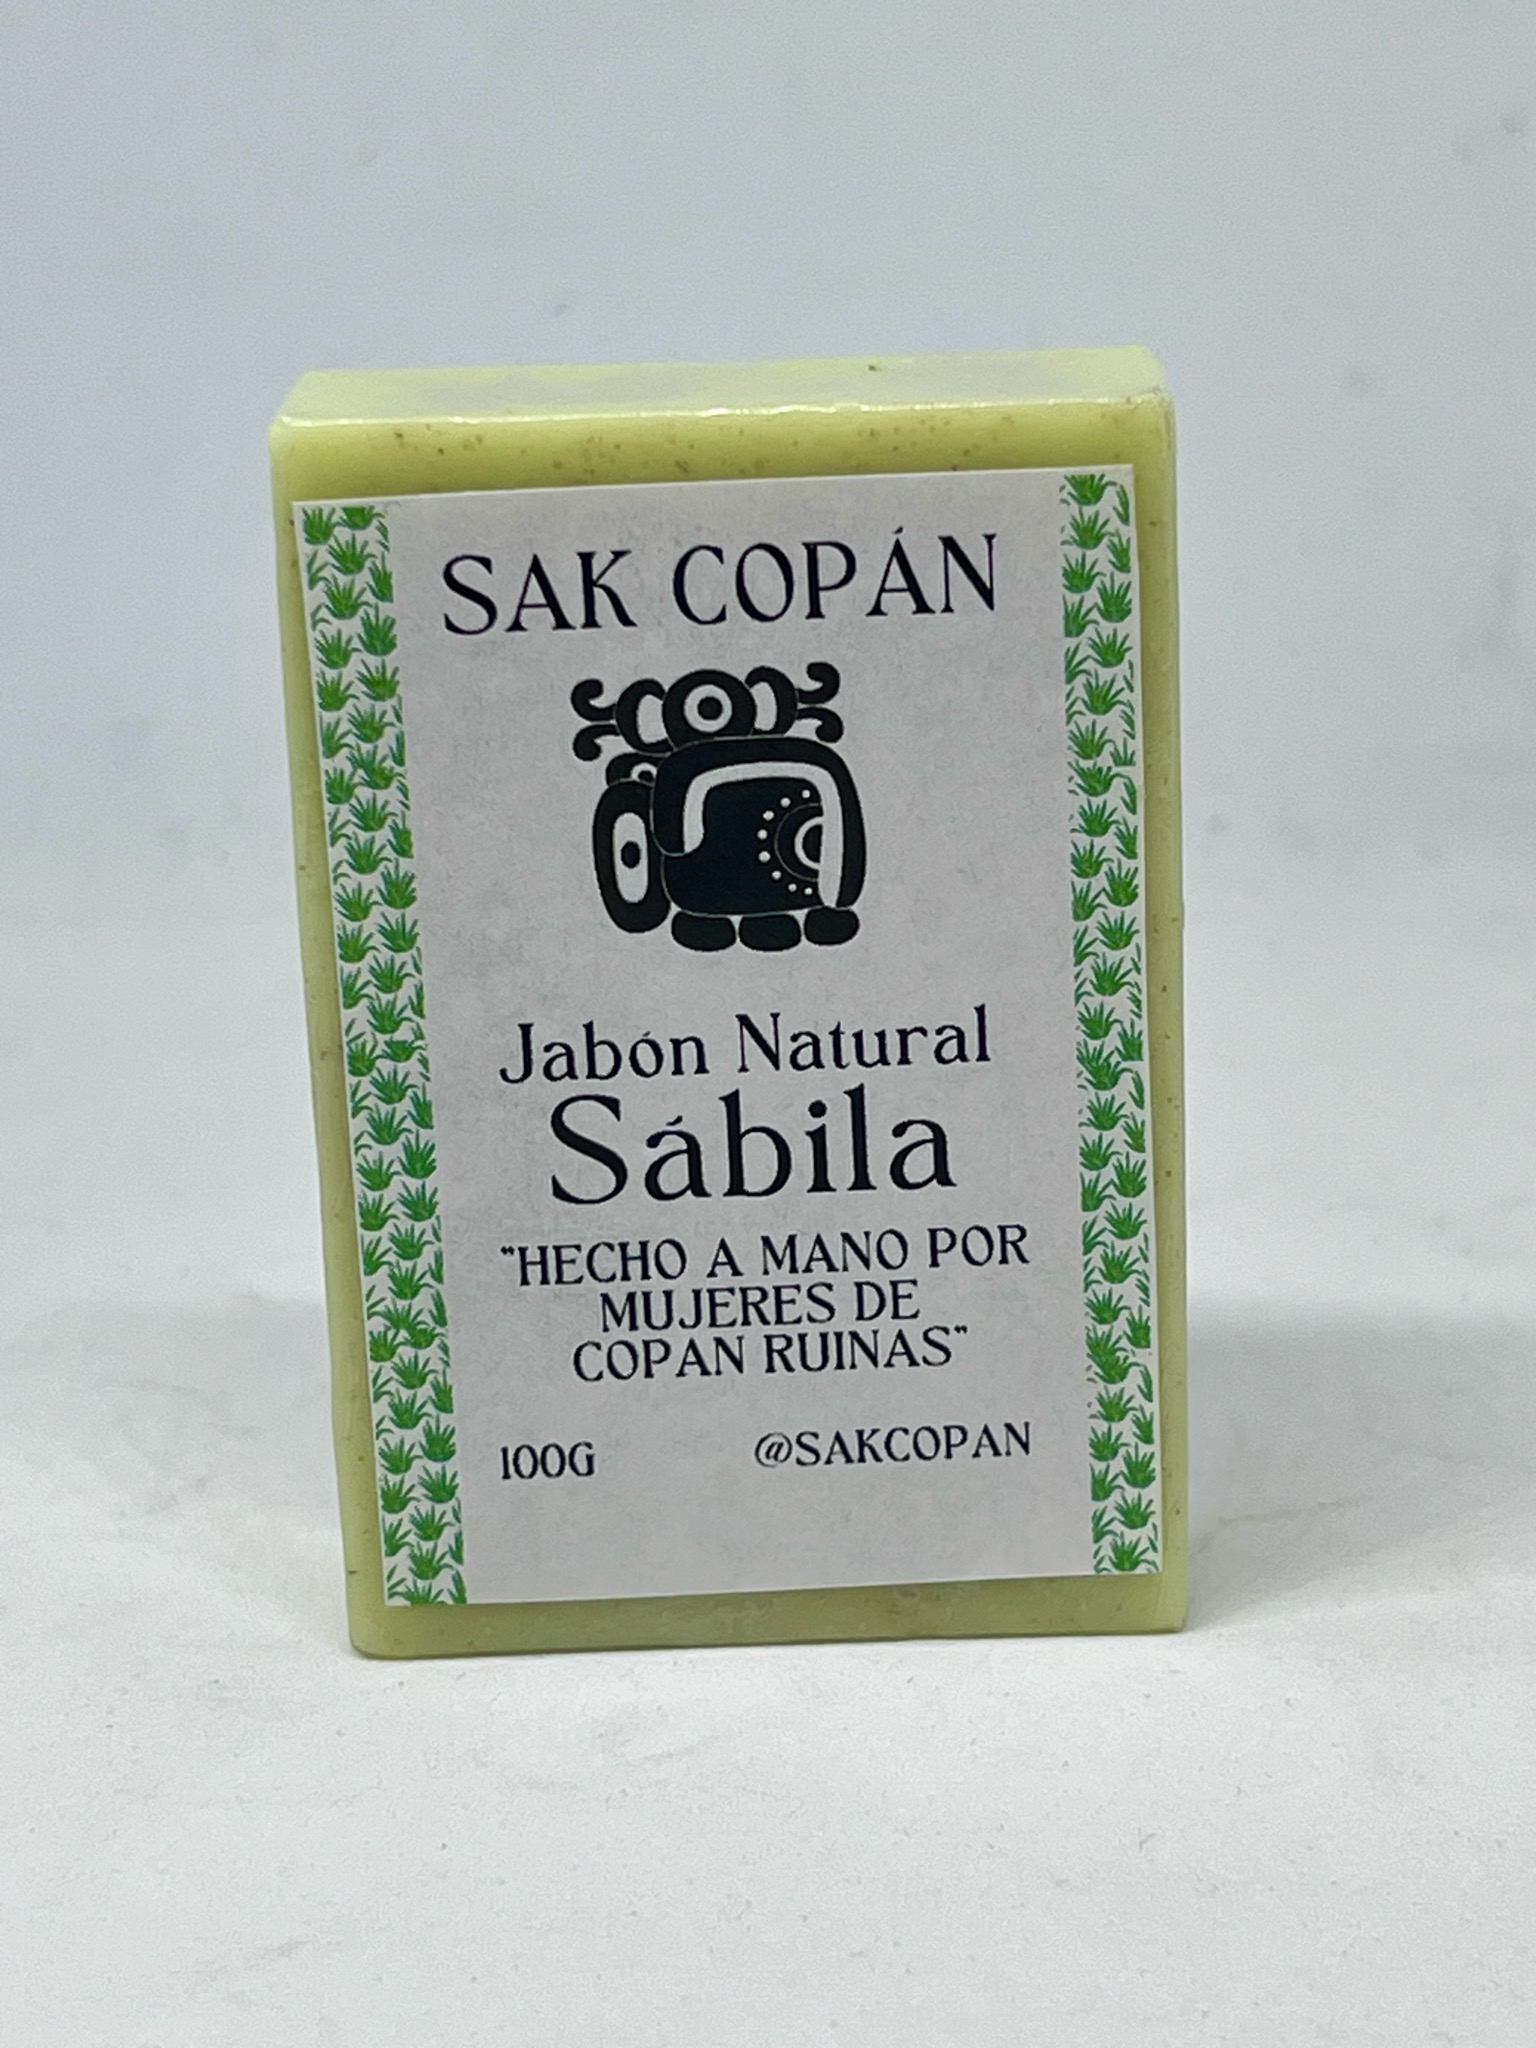 SAK COPÁN
Jabón Natural
Sábila
"HECHO A MANO POR
MUJERES DE
COPAN RUINAS"
100G @SAKCOPAN